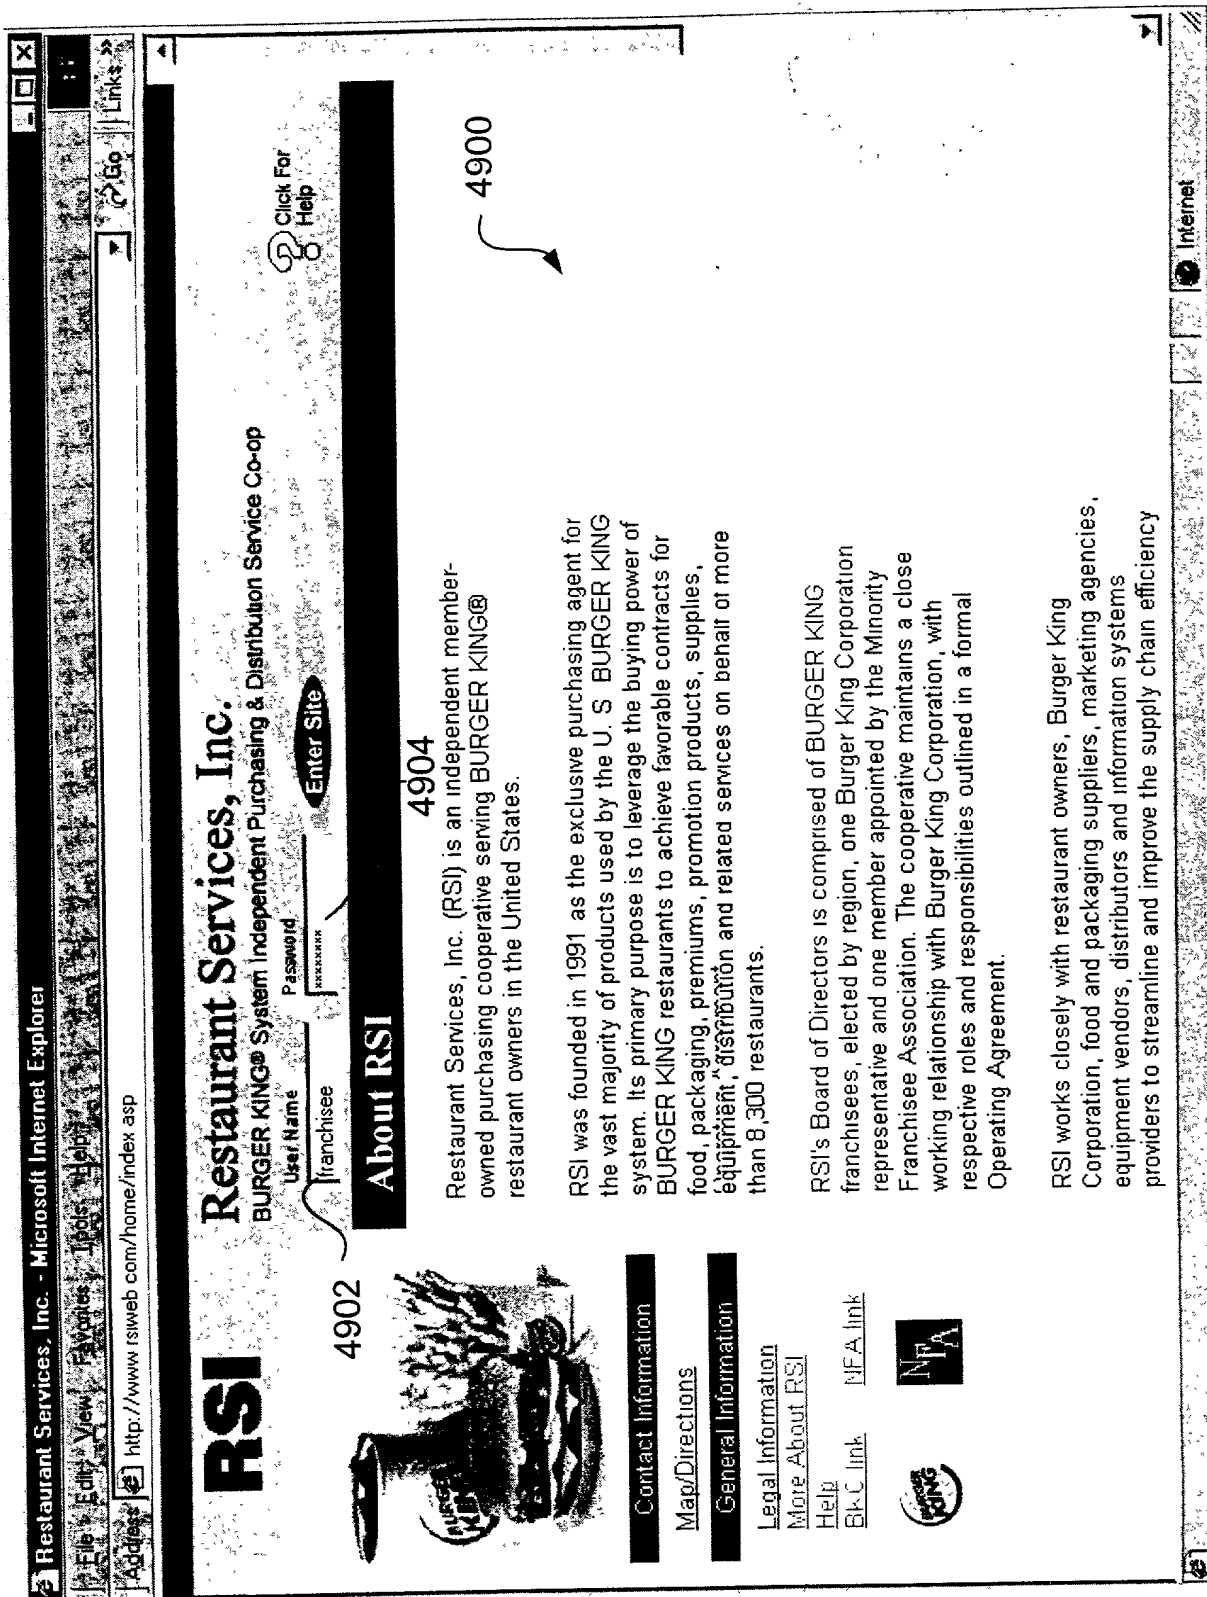 Restaurant Services, Inc. - Microsoft Internet Explorer
File Edit View Favorites Tools Help
Address http://www rsiweb com/home/index asp
Go Links »
RSI
Restaurant Services, Inc.
BURGER KING® System Independent Purchasing & Distribution Service Co-op
User Name Password
franchisee xxxxxxxx Enter Site
Click For
Help
4902
4904
4900
About RSI
BURGER
KING
Contact Information
Map/Directions
General Information
Legal Information
More About RSI
Help
BKC link NFA link
BURGER
KING
NFA
Restaurant Services, Inc. (RSI) is an independent member-
owned purchasing cooperative serving BURGER KING®
restaurant owners in the United States.
RSI was founded in 1991 as the exclusive purchasing agent for
the vast majority of products used by the U. S. BURGER KING
system. Its primary purpose is to leverage the buying power of
BURGER KING restaurants to achieve favorable contracts for
food, packaging, premiums, promotion products, supplies,
equipment, distribution and related services on behalf of more
than 8,300 restaurants.
RSI's Board of Directors is comprised of BURGER KING
franchisees, elected by region, one Burger King Corporation
representative and one member appointed by the Minority
Franchisee Association. The cooperative maintains a close
working relationship with Burger King Corporation, with
respective roles and responsibilities outlined in a formal
Operating Agreement.
RSI works closely with restaurant owners, Burger King
Corporation, food and packaging suppliers, marketing agencies,
equipment vendors, distributors and information systems
providers to streamline and improve the supply chain efficiency
Internet